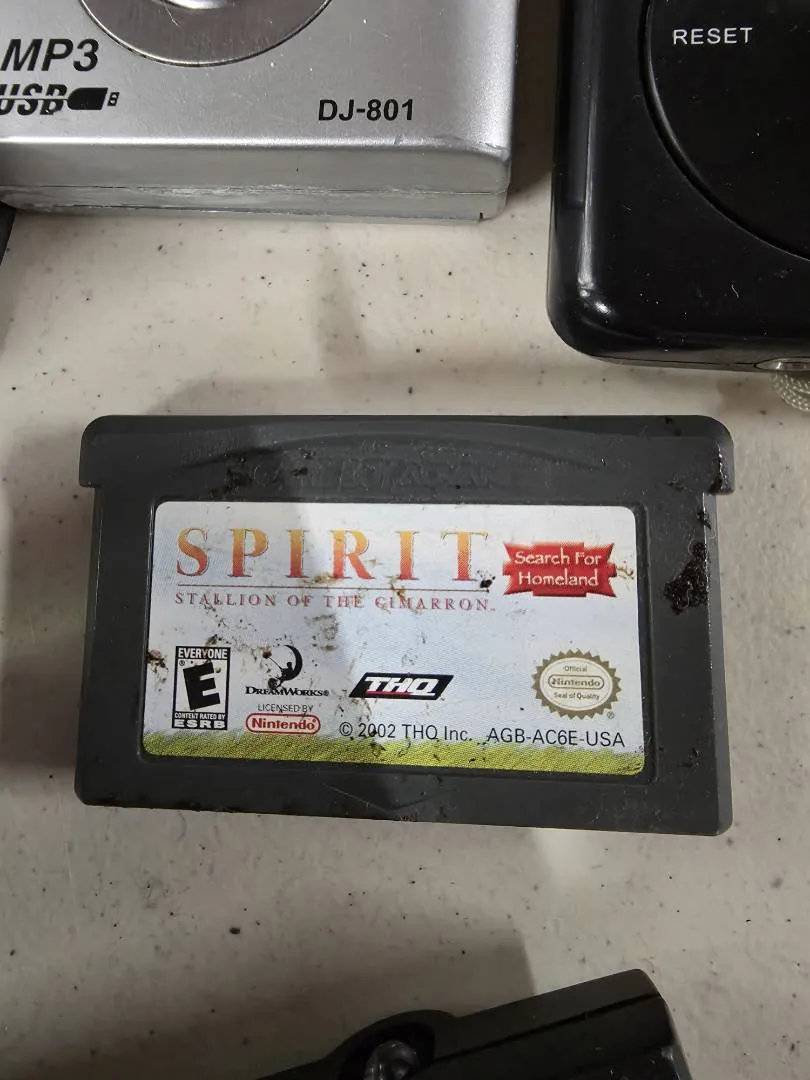 MP3
USB
DJ-801
RESET
SPIRIT
STALLION OF THE CIMARRON™
Search For
Homeland
EVERYONE
E
CONTENT RATED BY
ESRB
DREAMWORKS®
LICENSED BY
Nintendo
THQ
Official
Nintendo
Seal of Quality
®
© 2002 THQ Inc. AGB-AC6E-USA